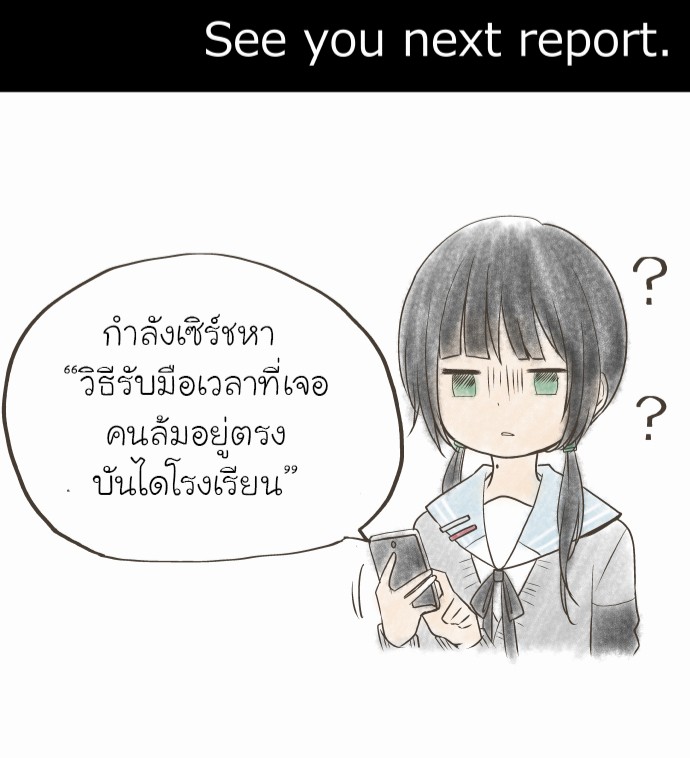 See you next report.
กำลังเซิร์ชหา
“วิธีรับมือเวลาที่เจอ
คนล้มอยู่ตรง
บันไดโรงเรียน”
?
?